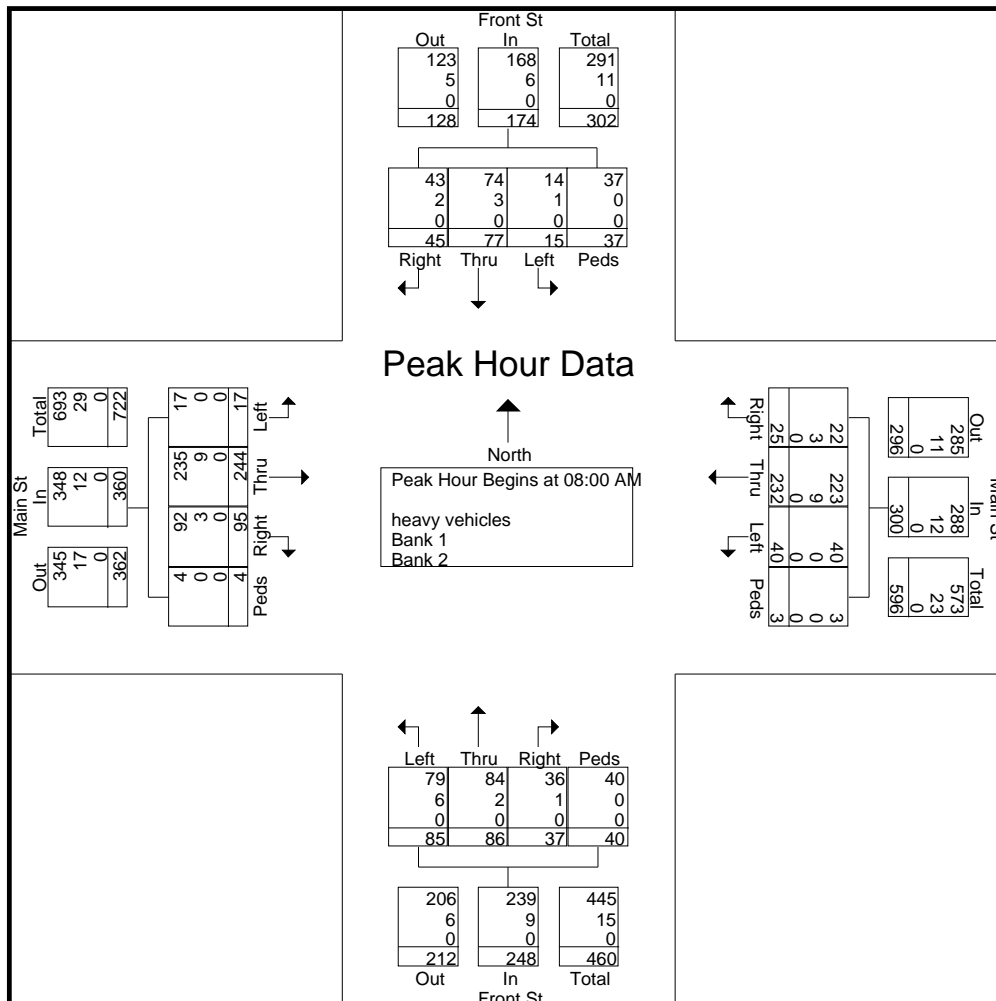 Front St
Out In Total
123 168 291
5 6 11
0 0 0
128 174 302
43 74 14 37
2 3 1 0
0 0 0 0
45 77 15 37
Right Thru Left Peds
Peak Hour Data
Main St
Total In Out
693 348 345
29 12 17
0 0 0
722 360 362
17 235 92 4
0 9 3 0
0 0 0 0
17 244 95 4
Left Thru Right Peds
North
Peak Hour Begins at 08:00 AM
heavy vehicles
Bank 1
Bank 2
Right Thru Left Peds
25 232 40 3
0 0 0 0
3 9 0 0
22 223 40 3
Out In Total
285 288 573
11 12 23
0 0 0
296 300 596
Main St
Left Thru Right Peds
79 84 36 40
6 2 1 0
0 0 0 0
85 86 37 40
206 239 445
6 9 15
0 0 0
212 248 460
Out In Total
Front St